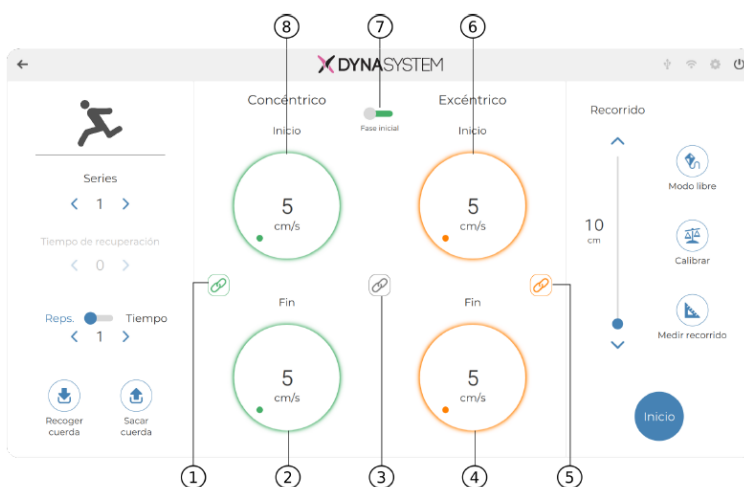 8
7
6
DYNASYSTEM
Concéntrico
Excéntrico
Fase inicial
Inicio
Inicio
Recorrido
5
cm/s
5
cm/s
Series
1
Tiempo de recuperación
0
Reps.
Tiempo
1
Recoger
cuerda
Sacar
cuerda
Fin
Fin
5
cm/s
5
cm/s
10
cm
Modo libre
Calibrar
Medir recorrido
Inicio
1
2
3
4
5